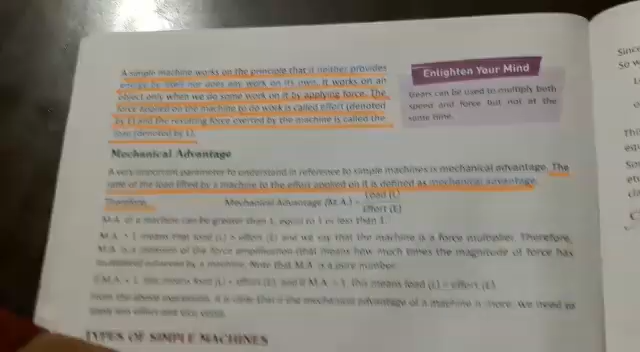 A simple machine works on the principle that it neither provides
energy by itself nor does any work on its own. It works on an
object only when we do some work on it by applying force. The
force applied on the machine to do work is called effort (denoted
by E) and the resisting force exerted by the machine is called the
load (denoted by L).
Enlighten Your Mind
Gears can be used to multiply both
speed and force but not at the
same time.
Mechanical Advantage
A very important parameter to understand in reference to simple machines is mechanical advantage. The
ratio of the load lifted by a machine to the effort applied on it is defined as mechanical advantage.
Therefore, Mechanical Advantage (M.A.) = Load (L)
Effort (E)
M.A. of a machine can be greater than 1, equal to 1 or less than 1.
M.A. > 1 means that load (L) > effort (E) and we say that the machine is a force multiplier. Therefore,
M.A. is a measure of the force amplification (that means how much times the magnitude of force has
achieved by a machine. Note that M.A. is a pure number.
If M.A. < 1, this means load (L) < effort (E), and if M.A. = 1, this means load (L) = effort (E).
From the above it is clear that if the mechanical advantage of a machine is more, we need to
less effort and vice versa.
TYPES OF SIMPLE MACHINES
Since
So w